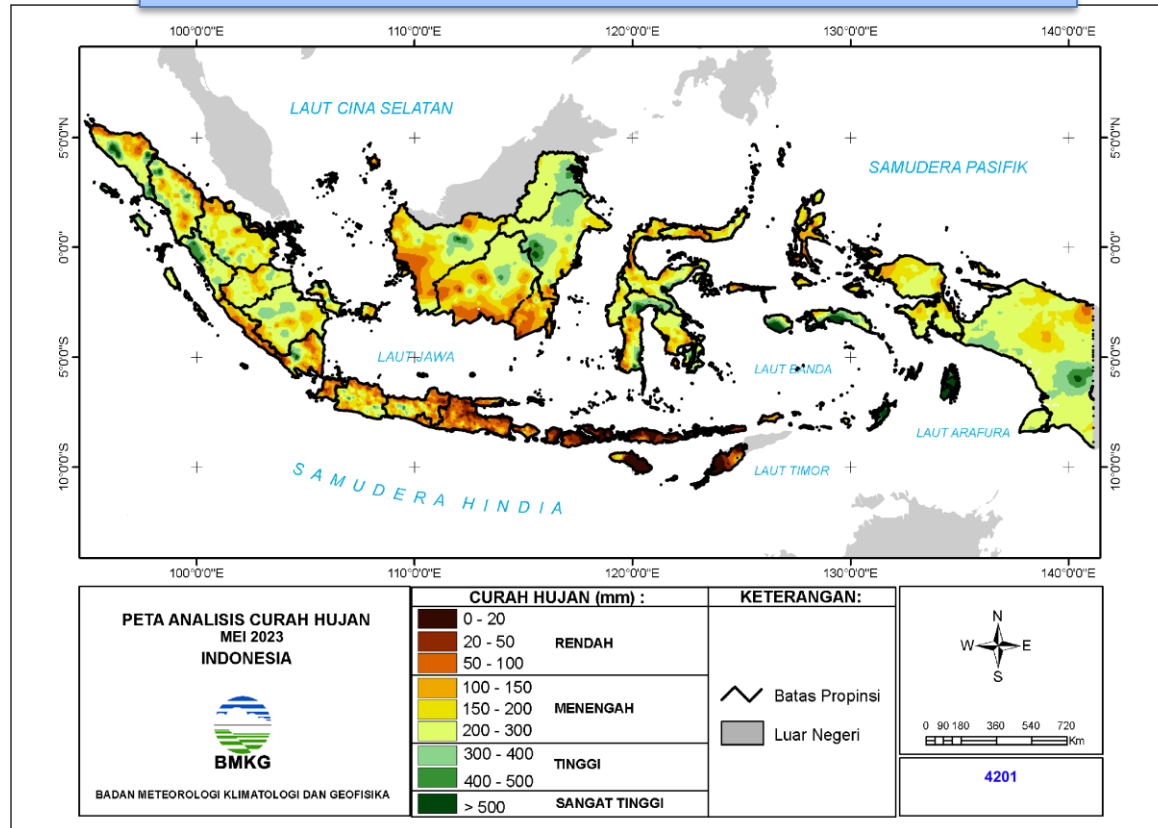 100°0'0"E 110°0'0"E 120°0'0"E 130°0'0"E 140°0'0"E
LAUT CINA SELATAN
5°0'0"N 5°0'0"N
SAMUDERA PASIFIK
0°0'0" 0°0'0"
LAUT JAWA
5°0'0"S 5°0'0"S
LAUT BANDA
LAUT ARAFURA
10°0'0"S 10°0'0"S
LAUT TIMOR
SAMUDERA HINDIA
100°0'0"E 110°0'0"E 120°0'0"E 130°0'0"E 140°0'0"E
PETA ANALISIS CURAH HUJAN
MEI 2023
INDONESIA
BMKG
BADAN METEOROLOGI KLIMATOLOGI DAN GEOFISIKA
CURAH HUJAN (mm) :
0 - 20
20 - 50 RENDAH
50 - 100
100 - 150
150 - 200 MENENGAH
200 - 300
300 - 400
TINGGI
400 - 500
> 500 SANGAT TINGGI
KETERANGAN:
Batas Propinsi
Luar Negeri
N
W E
S
0 90 180 360 540 720
Km
4201